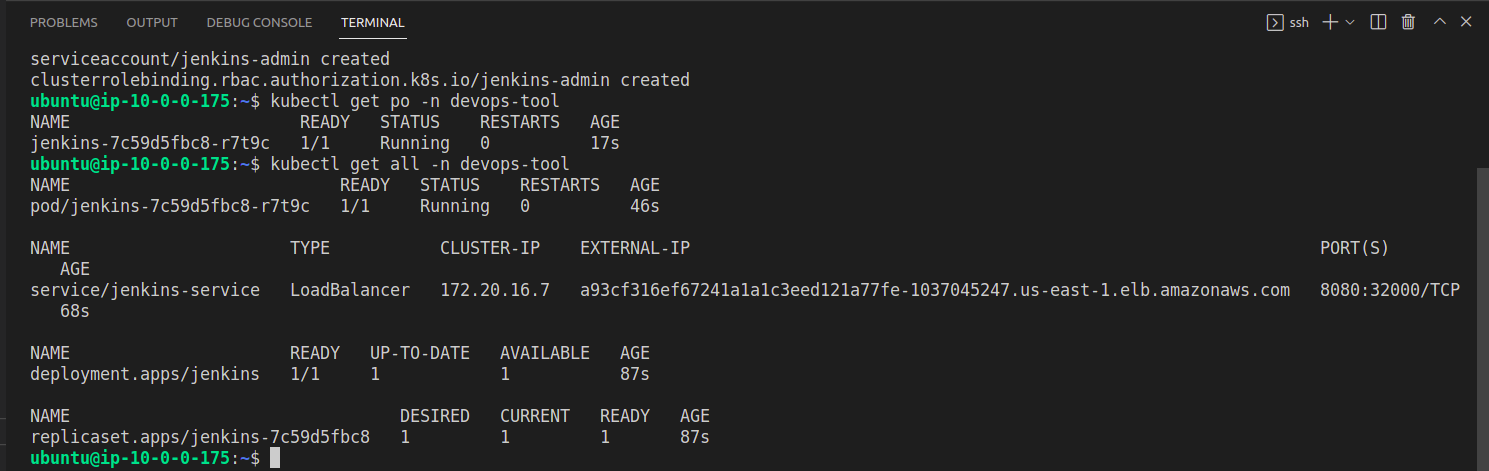 PROBLEMS OUTPUT DEBUG CONSOLE TERMINAL ssh
serviceaccount/jenkins-admin created
clusterrolebinding.rbac.authorization.k8s.io/jenkins-admin created
ubuntu@ip-10-0-0-175:~$ kubectl get po -n devops-tool
NAME                       READY   STATUS    RESTARTS   AGE
jenkins-7c59d5fbc8-r7t9c   1/1     Running   0          17s
ubuntu@ip-10-0-0-175:~$ kubectl get all -n devops-tool
NAME                           READY   STATUS    RESTARTS   AGE
pod/jenkins-7c59d5fbc8-r7t9c   1/1     Running   0          46s
NAME                      TYPE           CLUSTER-IP    EXTERNAL-IP                                                               PORT(S)
   AGE
service/jenkins-service   LoadBalancer   172.20.16.7   a93cf316ef67241a1a1c3eed121a77fe-1037045247.us-east-1.elb.amazonaws.com   8080:32000/TCP
   68s
NAME                      READY   UP-TO-DATE   AVAILABLE   AGE
deployment.apps/jenkins   1/1     1            1           87s
NAME                                 DESIRED   CURRENT   READY   AGE
replicaset.apps/jenkins-7c59d5fbc8   1         1         1       87s
ubuntu@ip-10-0-0-175:~$